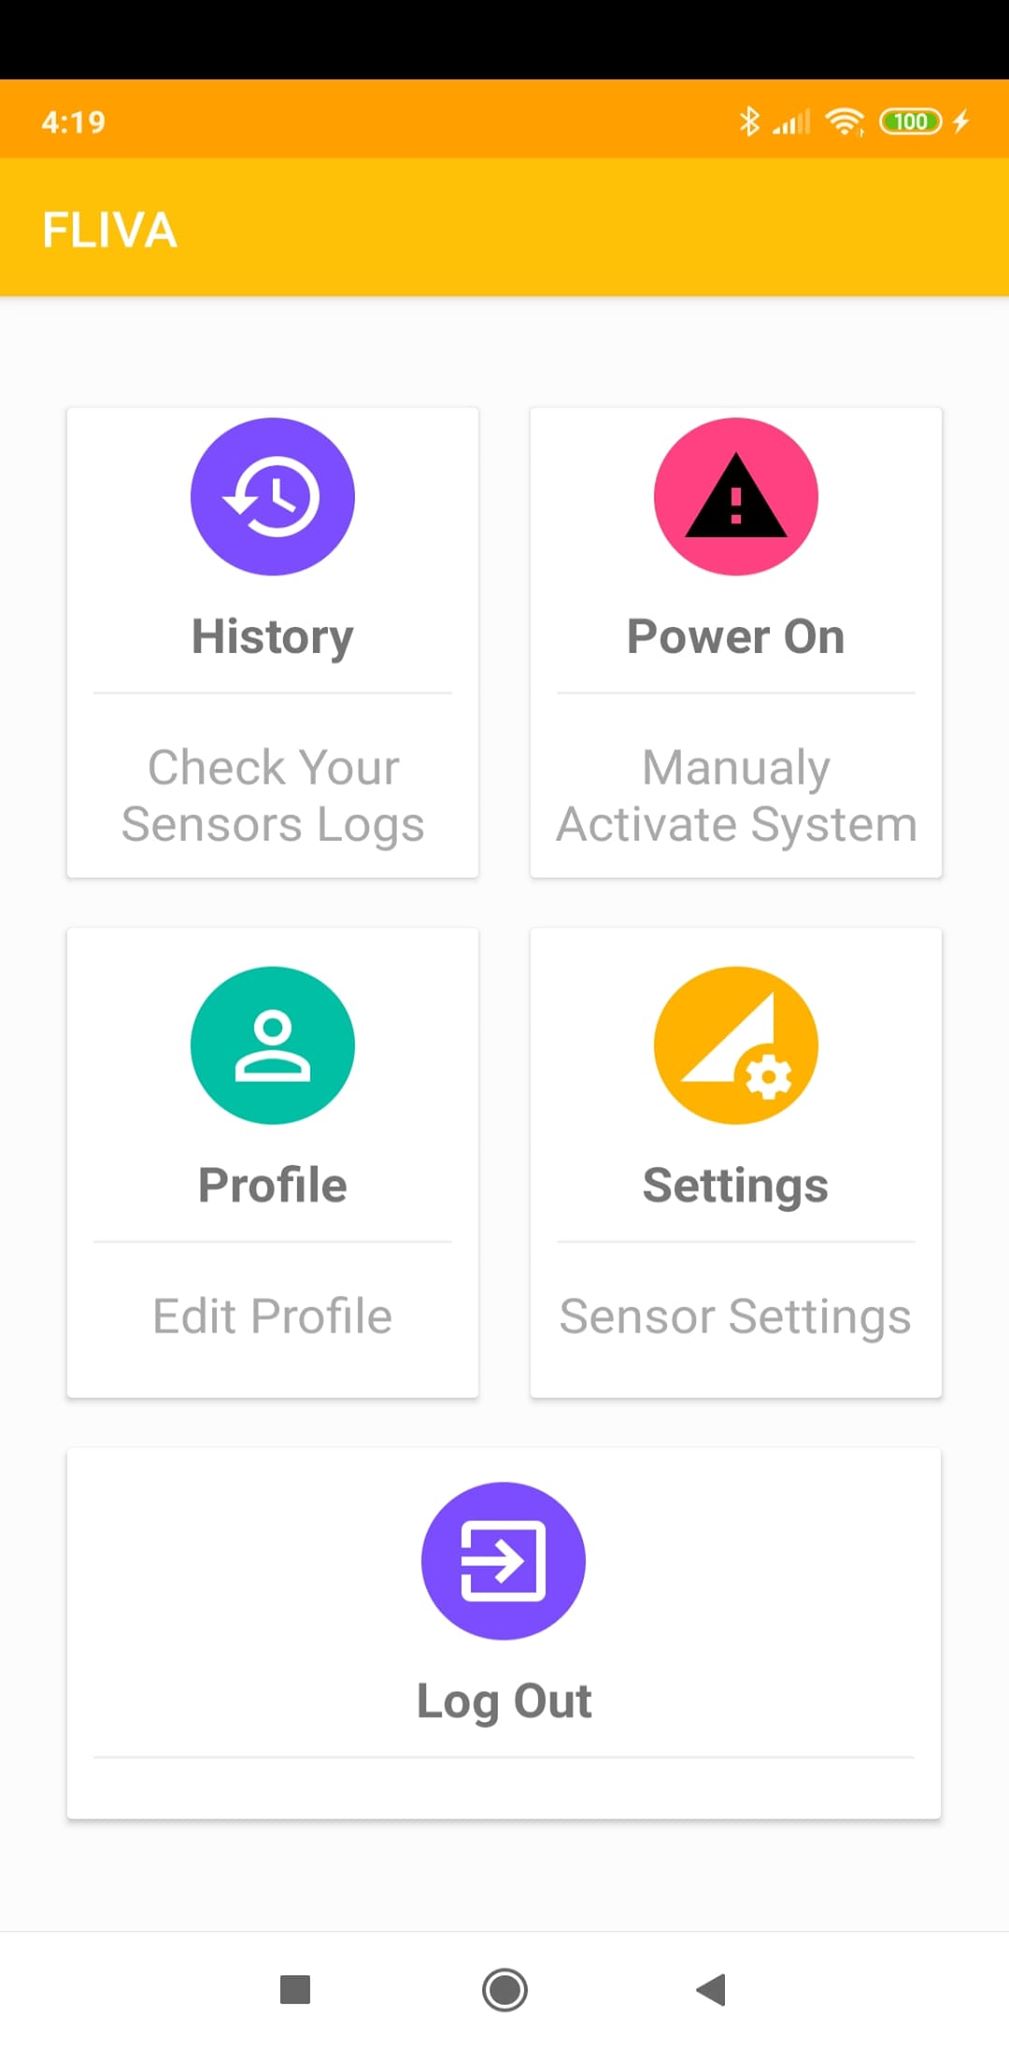 4:19
100
FLIVA
History
Check Your
Sensors Logs
Power On
Manualy
Activate System
Profile
Edit Profile
Settings
Sensor Settings
Log Out